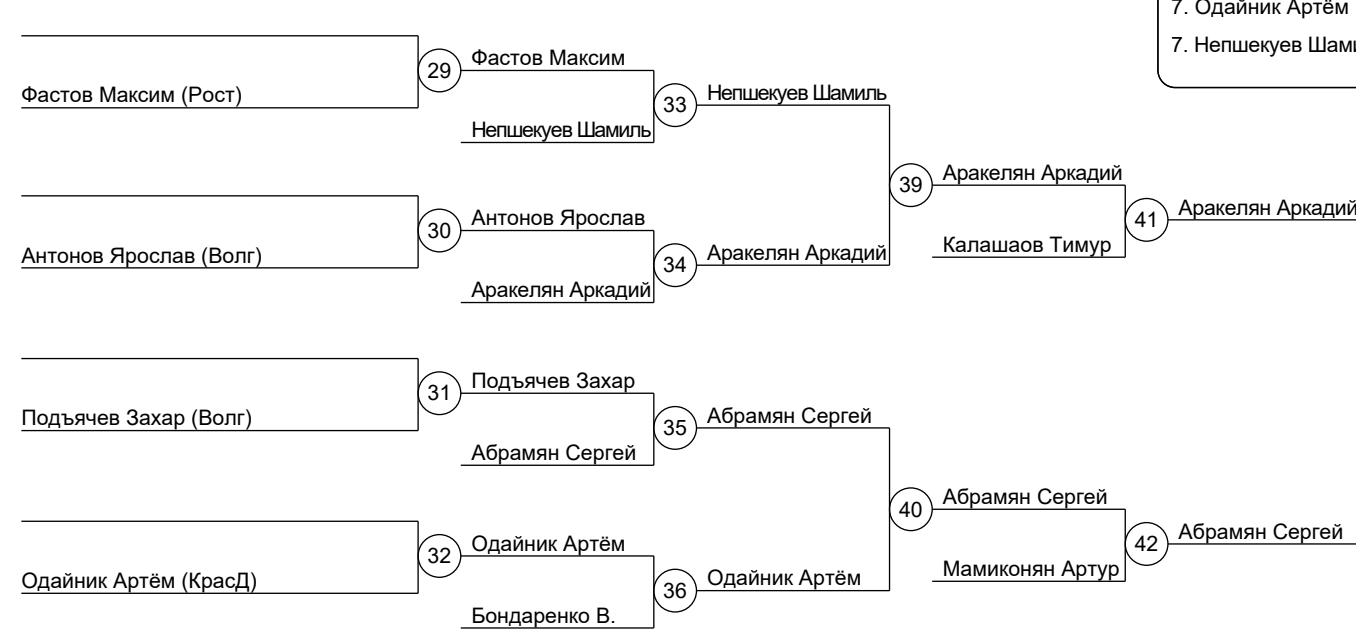 7. Одайник Артём
7. Непшекуев Шами
29
Фастов Максим
Фастов Максим (Рост)
33
Непшекуев Шамиль
Непшекуев Шамиль
39
Аракелян Аркадий
30
Антонов Ярослав
41
Аракелян Аркадий
Антонов Ярослав (Волг)
34
Аракелян Аркадий
Калашаов Тимур
Аракелян Аркадий
31
Подъячев Захар
Подъячев Захар (Волг)
35
Абрамян Сергей
Абрамян Сергей
40
Абрамян Сергей
32
Одайник Артём
42
Абрамян Сергей
Одайник Артём (КрасД)
36
Одайник Артём
Мамиконян Артур
Бондаренко В.